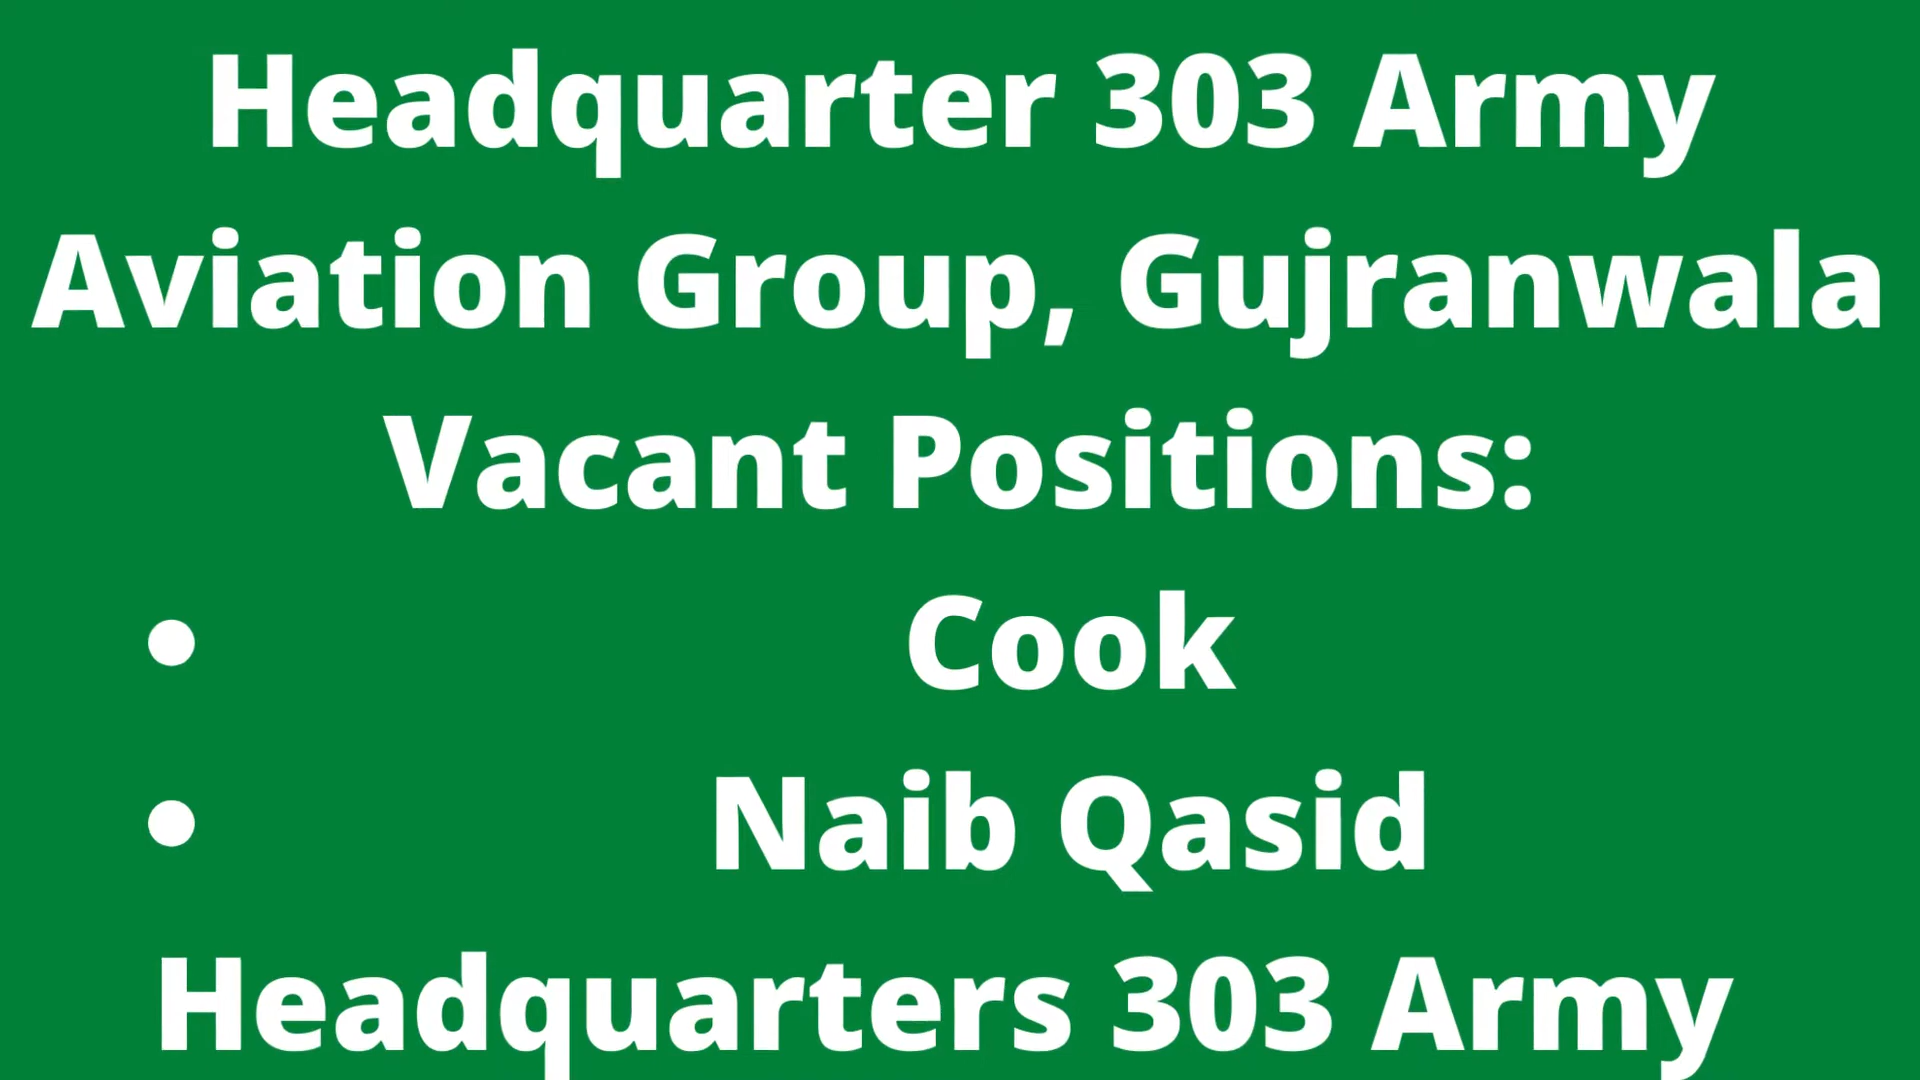 Headquarter 303 Army
Aviation Group, Gujranwala
Vacant Positions:
• Cook
• Naib Qasid
Headquarters 303 Army